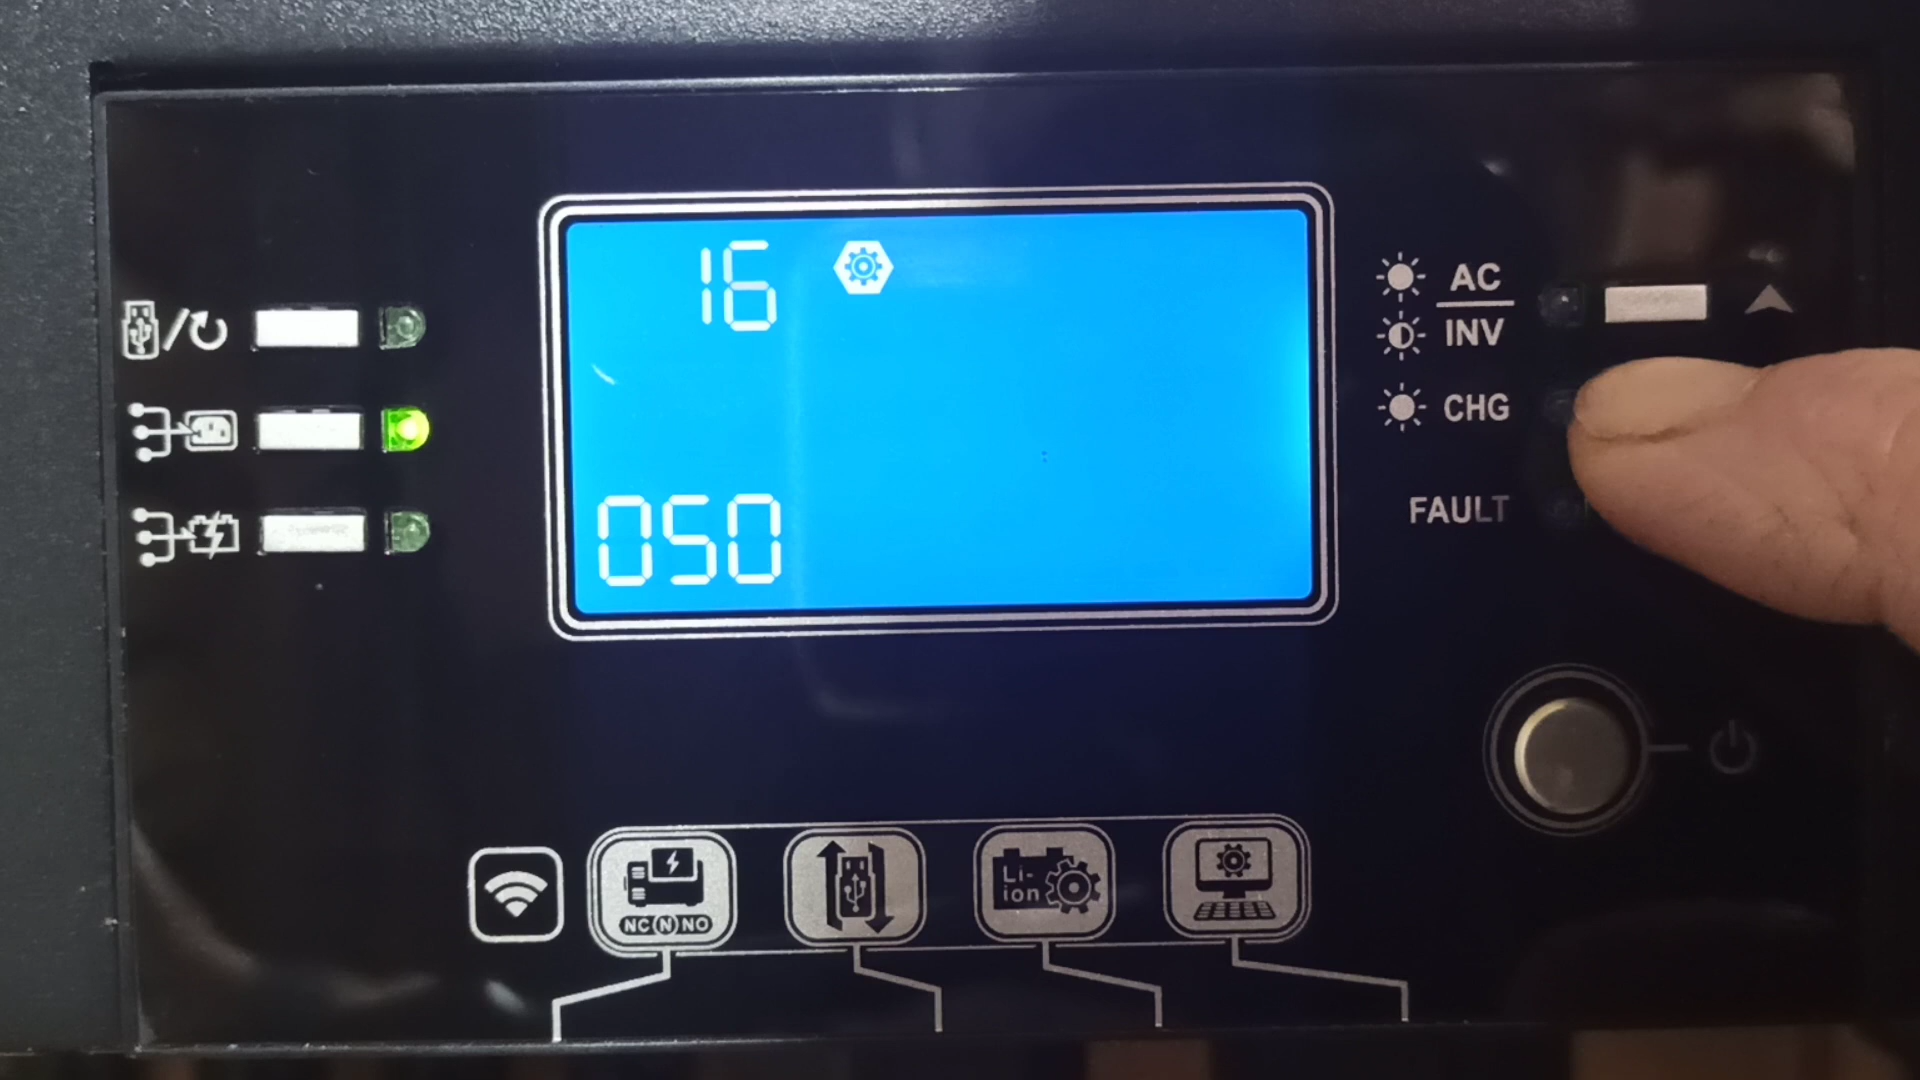 16
050
AC
INV
CHG
FAULT
NC N NO
Li-
ion